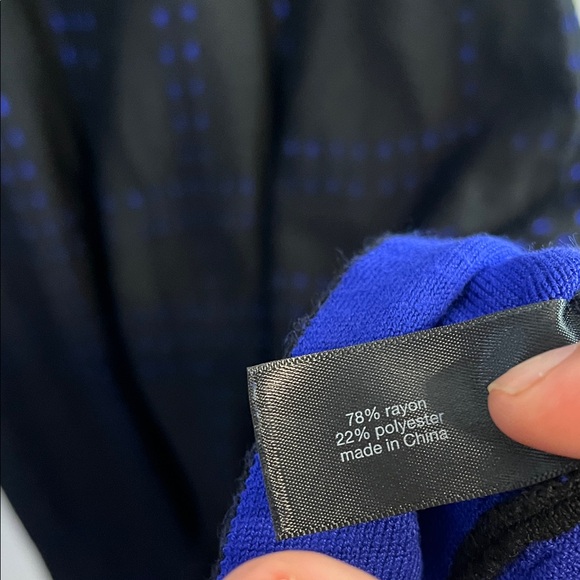 78% rayon
22% polyester
made in China